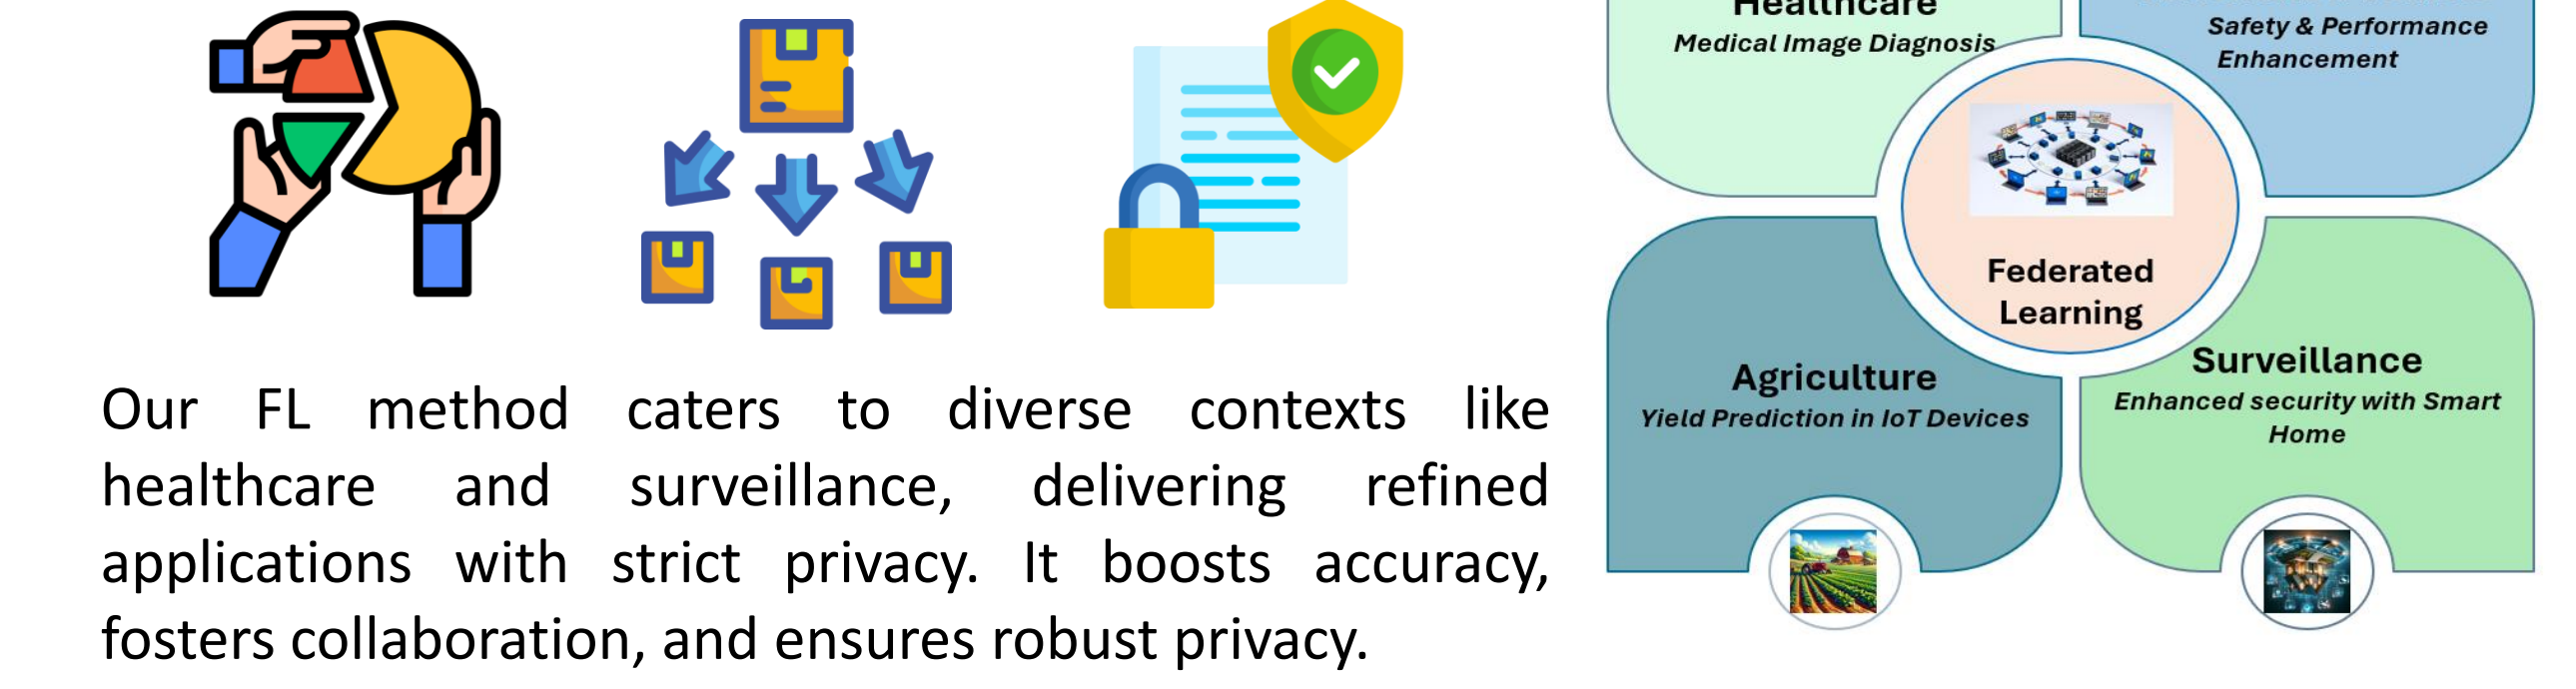 Healthcare
Medical Image Diagnosis
Safety & Performance
Enhancement
Federated
Learning
Agriculture
Yield Prediction in IoT Devices
Surveillance
Enhanced security with Smart
Home
Our FL method caters to diverse contexts like
healthcare and surveillance, delivering refined
applications with strict privacy. It boosts accuracy,
fosters collaboration, and ensures robust privacy.